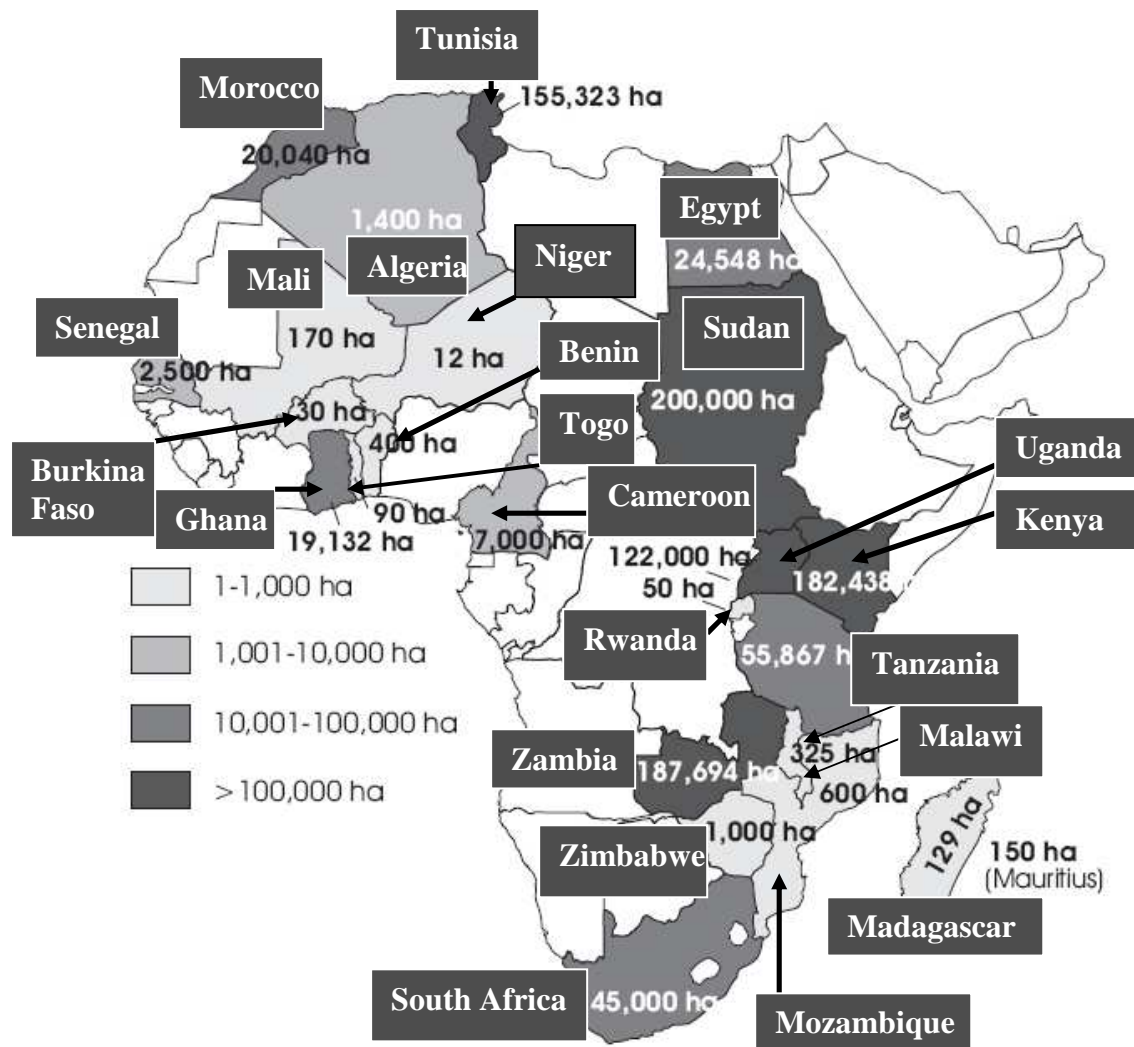 Tunisia
Morocco
155,323 ha
20,040 ha
1,400 ha
Egypt
24,548 ha
Niger
Algeria
Mali
Senegal
Sudan
170 ha
Benin
12 ha
2,500 ha
200,000 ha
30 ha
Togo
400 ha
Uganda
Burkina
Faso
Ghana
Cameroon
Kenya
90 ha
19,132 ha
7,000 ha
122,000 ha
182,438
50 ha
1-1,000 ha
Rwanda
1,001-10,000 ha
55,867 h
Tanzania
10,001-100,000 ha
Malawi
Zambia
187,694 ha
325 ha
>100,000 ha
600 ha
1,000 ha
Zimbabwe
129 ha
150 ha
(Mauritius)
Madagascar
South Africa
45,000 ha
Mozambique